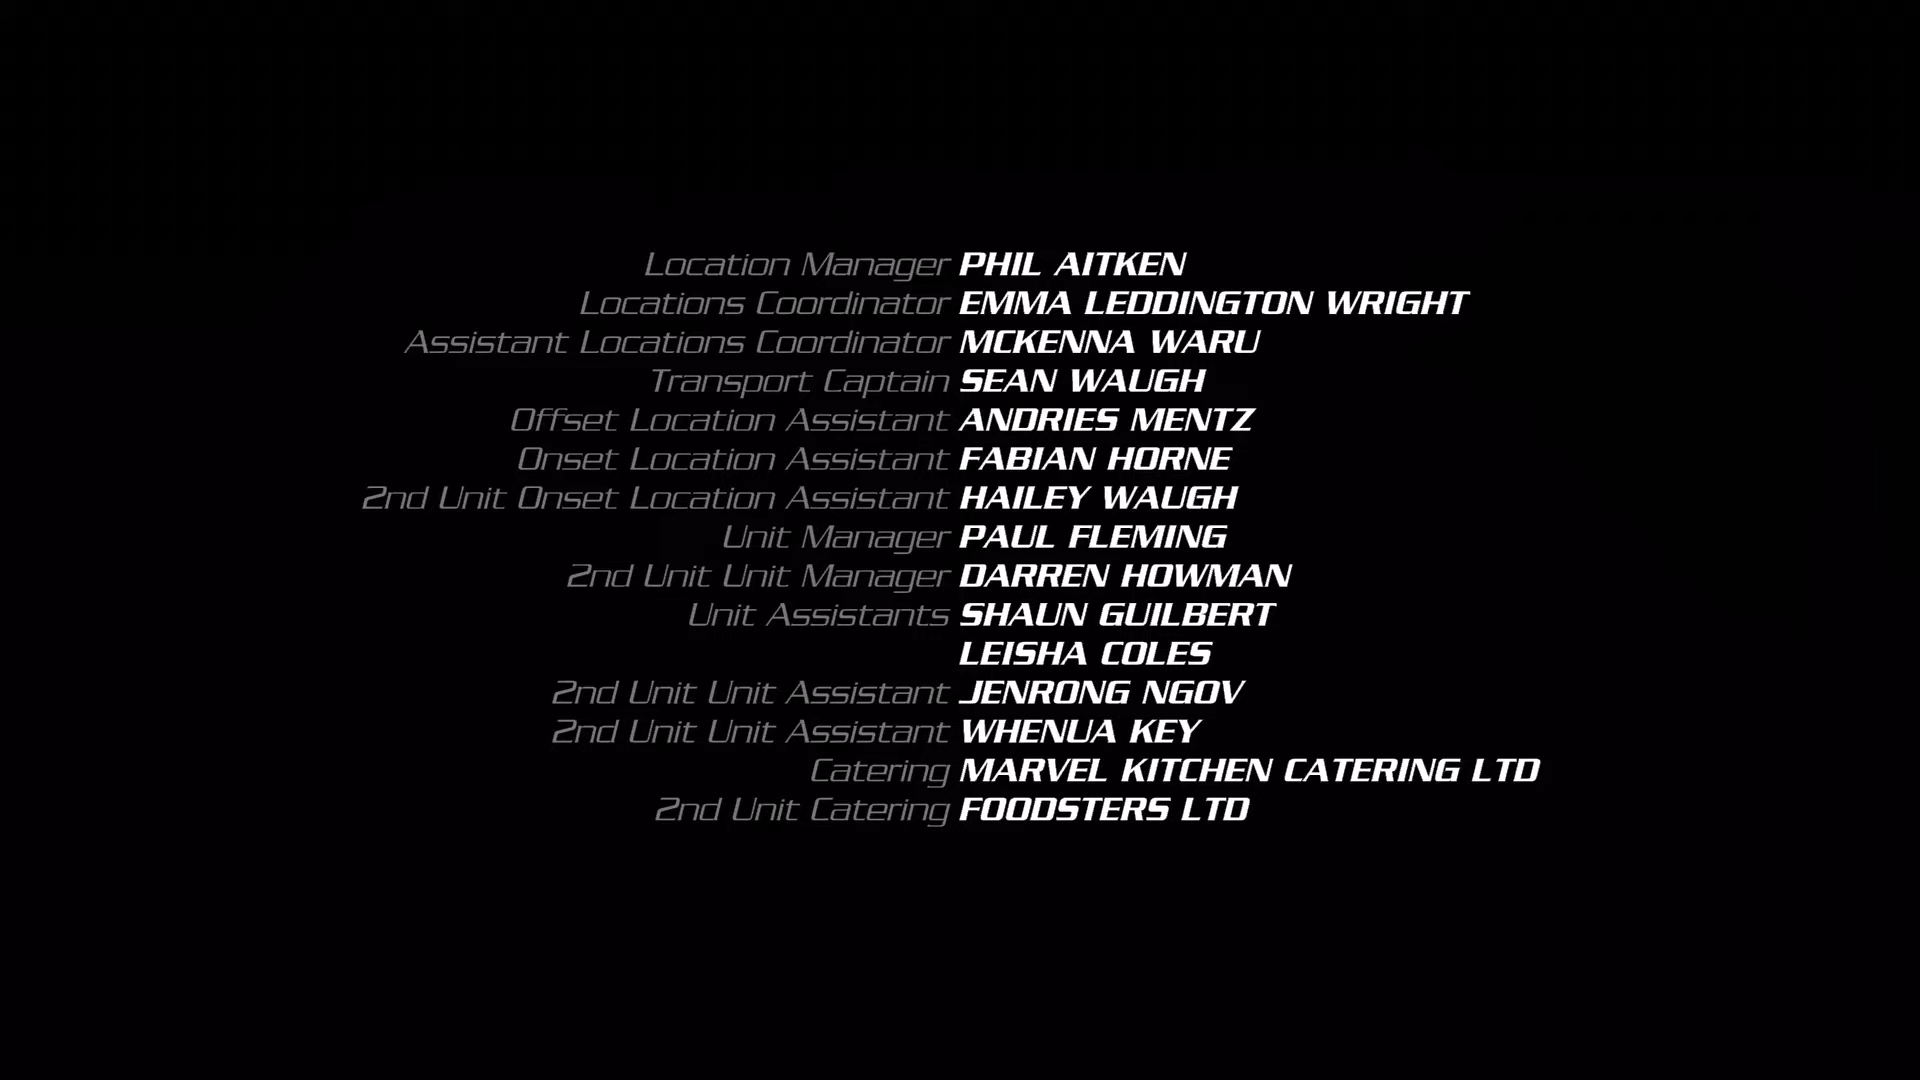 Location Manager PHIL AITKEN
Locations Coordinator EMMA LEDDINGTON WRIGHT
Assistant Locations Coordinator MCKENNA WARU
Transport Captain SEAN WAUGH
Offset Location Assistant ANDRIES MENTZ
Onset Location Assistant FABIAN HORNE
2nd Unit Onset Location Assistant HAILEY WAUGH
Unit Manager PAUL FLEMING
2nd Unit Unit Manager DARREN HOWMAN
Unit Assistants SHAUN GUILBERT
LEISHA COLES
2nd Unit Unit Assistant JENRONG NGOV
2nd Unit Unit Assistant WHENUA KEY
Catering MARVEL KITCHEN CATERING LTD
2nd Unit Catering FOODSTERS LTD